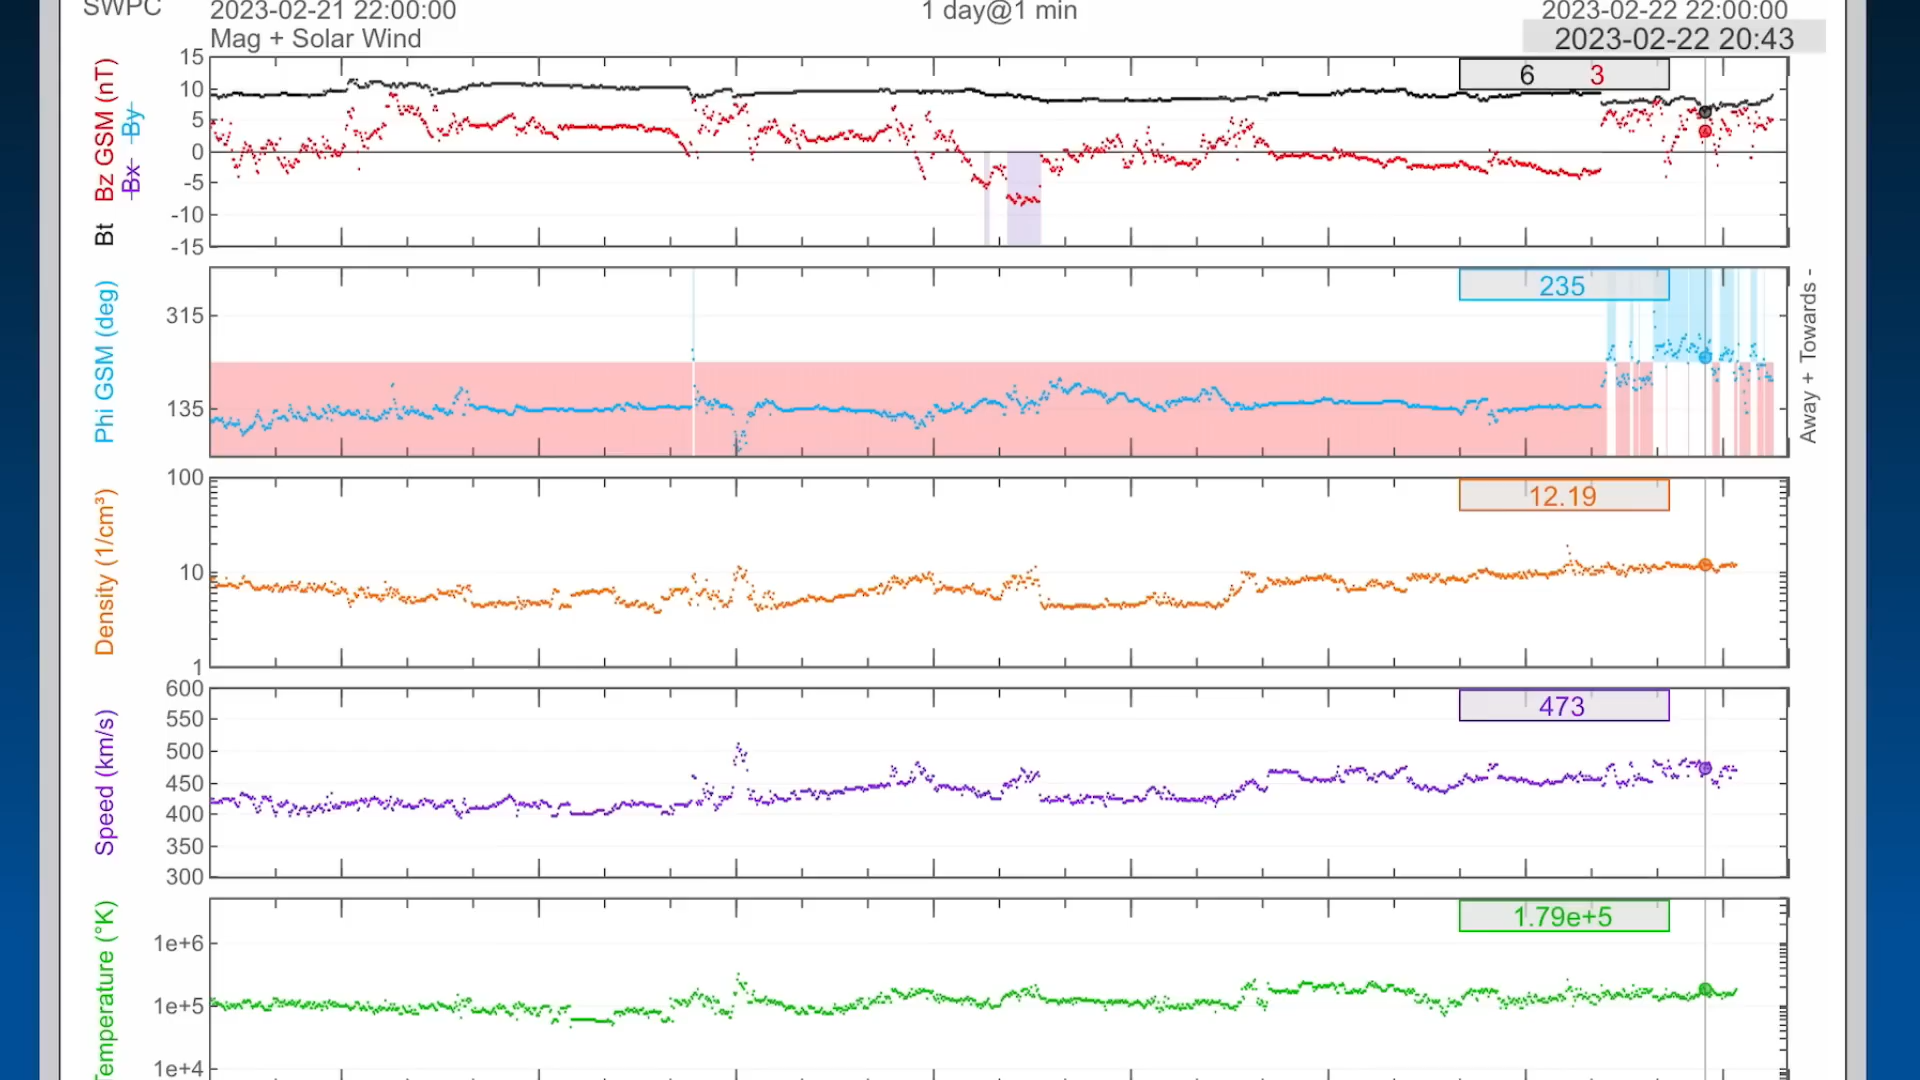 SWPC
2023-02-21 22:00:00
1 day@1 min
2023-02-22 22:00:00
Mag + Solar Wind
2023-02-22 20:43
Bt Bz GSM (nT)
Bx By
15
10
5
0
-5
-10
-15
6 3
Phi GSM (deg)
315
135
235
Away + Towards -
Density (1/cm³)
100
10
1
12.19
Speed (km/s)
600
550
500
450
400
350
300
473
Temperature (°K)
1e+6
1e+5
1e+4
1.79e+5